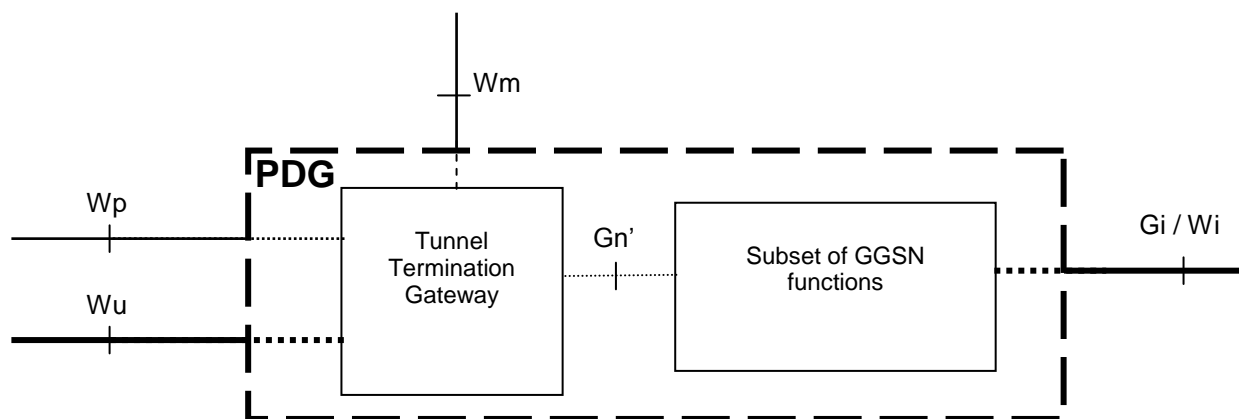 Wm
PDG
Wp
Wu
Tunnel
Termination
Gateway
Gn’
Subset of GGSN
functions
Gi / Wi